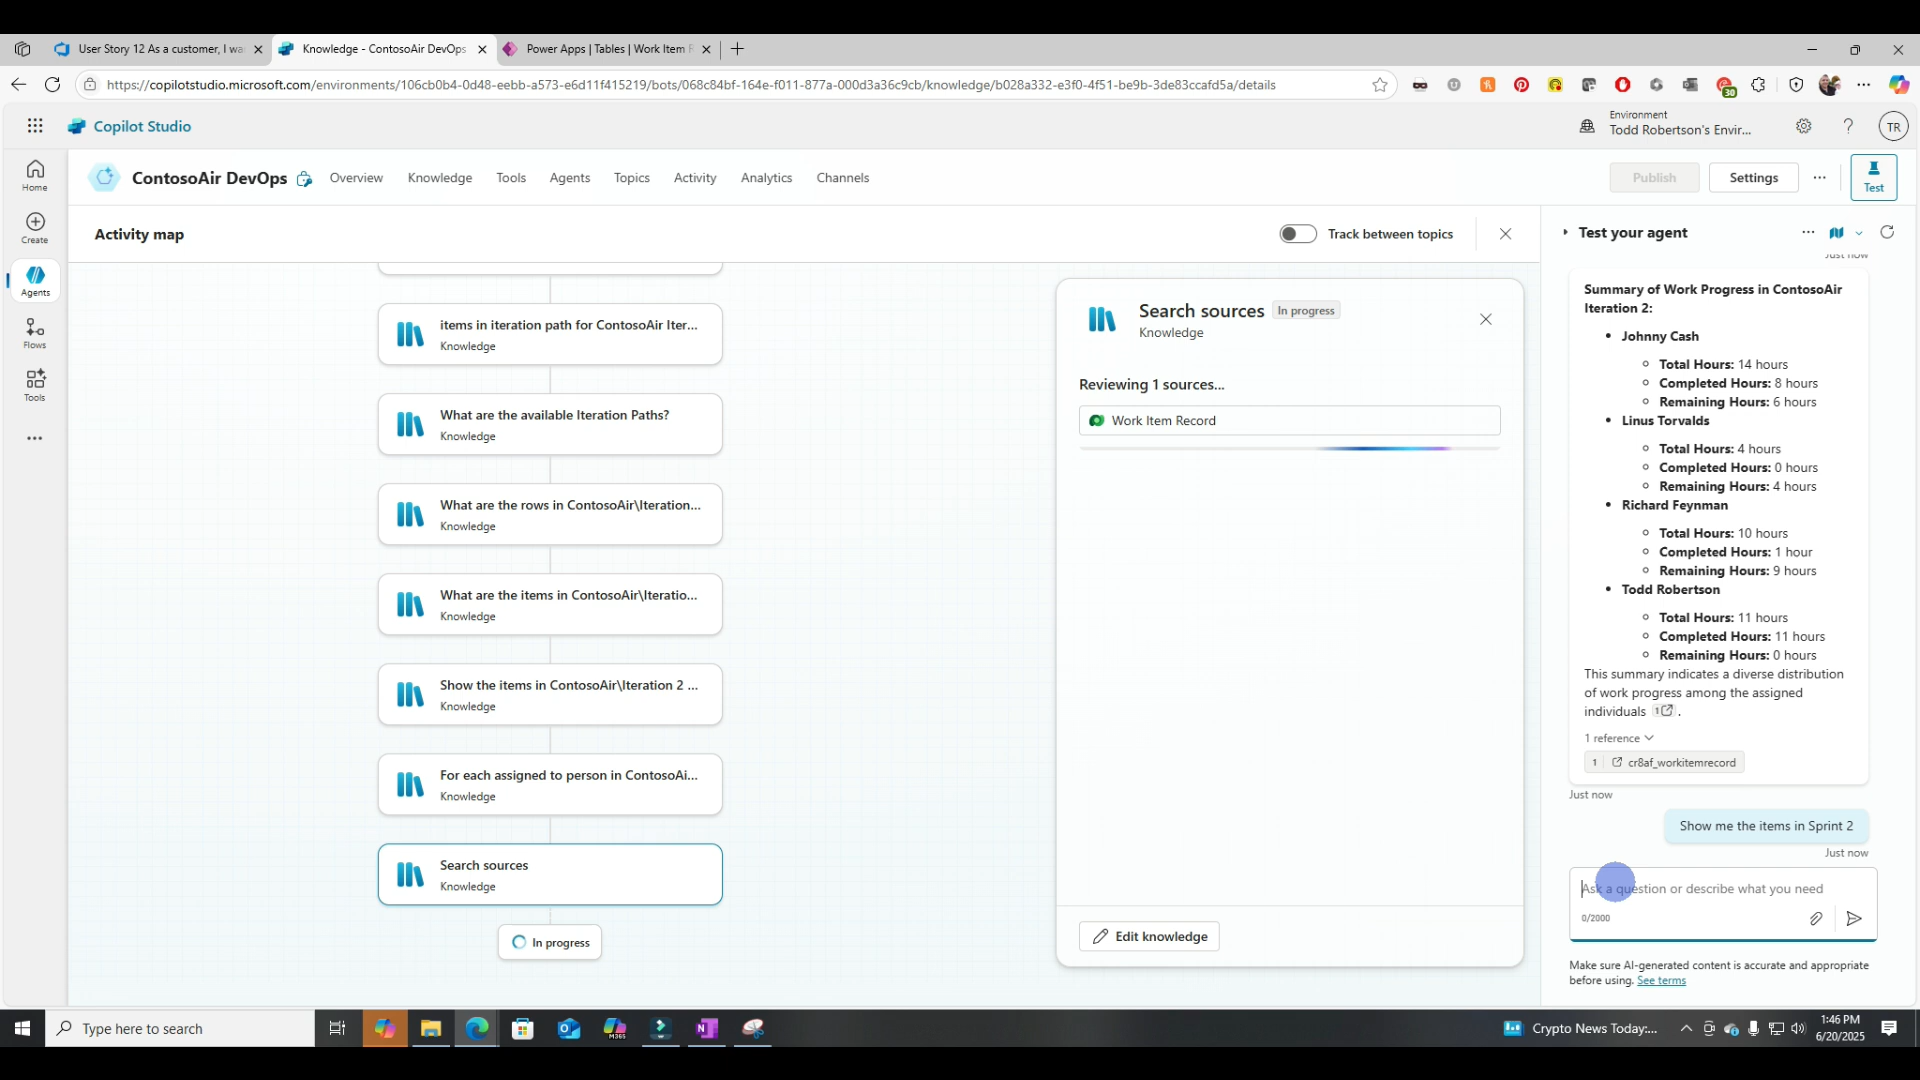 User Story 12 As a customer, I wa
Knowledge - ContosoAir DevOps
Power Apps | Tables | Work Item R
https://copilotstudio.microsoft.com/environments/106cb0b4-0d48-eebb-a573-e6d11f415219/bots/068c84bf-164e-f011-877a-000d3a36c9cb/knowledge/b028a332-e3f0-4f51-be9b-3de83ccafd5a/details
30
Copilot Studio
Environment
Todd Robertson's Envir...
?
TR
Home
Create
Agents
Flows
Tools
ContosoAir DevOps
Overview
Knowledge
Tools
Agents
Topics
Activity
Analytics
Channels
Publish
Settings
Test
Activity map
Track between topics
items in iteration path for ContosoAir Iter...
Knowledge
What are the available Iteration Paths?
Knowledge
What are the rows in ContosoAir\Iteration...
Knowledge
What are the items in ContosoAir\Iteratio...
Knowledge
Show the items in ContosoAir\Iteration 2 ...
Knowledge
For each assigned to person in ContosoAi...
Knowledge
Search sources
Knowledge
In progress
Search sources In progress
Knowledge
Reviewing 1 sources...
Work Item Record
Edit knowledge
Test your agent
Just now
Summary of Work Progress in ContosoAir
Iteration 2:
• Johnny Cash
Total Hours: 14 hours
Completed Hours: 8 hours
Remaining Hours: 6 hours
• Linus Torvalds
Total Hours: 4 hours
Completed Hours: 0 hours
Remaining Hours: 4 hours
• Richard Feynman
Total Hours: 10 hours
Completed Hours: 1 hour
Remaining Hours: 9 hours
• Todd Robertson
Total Hours: 11 hours
Completed Hours: 11 hours
Remaining Hours: 0 hours
This summary indicates a diverse distribution
of work progress among the assigned
individuals 1 .
1 reference
1 cr8af_workitemrecord
Just now
Show me the items in Sprint 2
Just now
Ask a question or describe what you need
0/2000
Make sure AI-generated content is accurate and appropriate
before using. See terms
Type here to search
M365
Crypto News Today:...
1:46 PM
6/20/2025